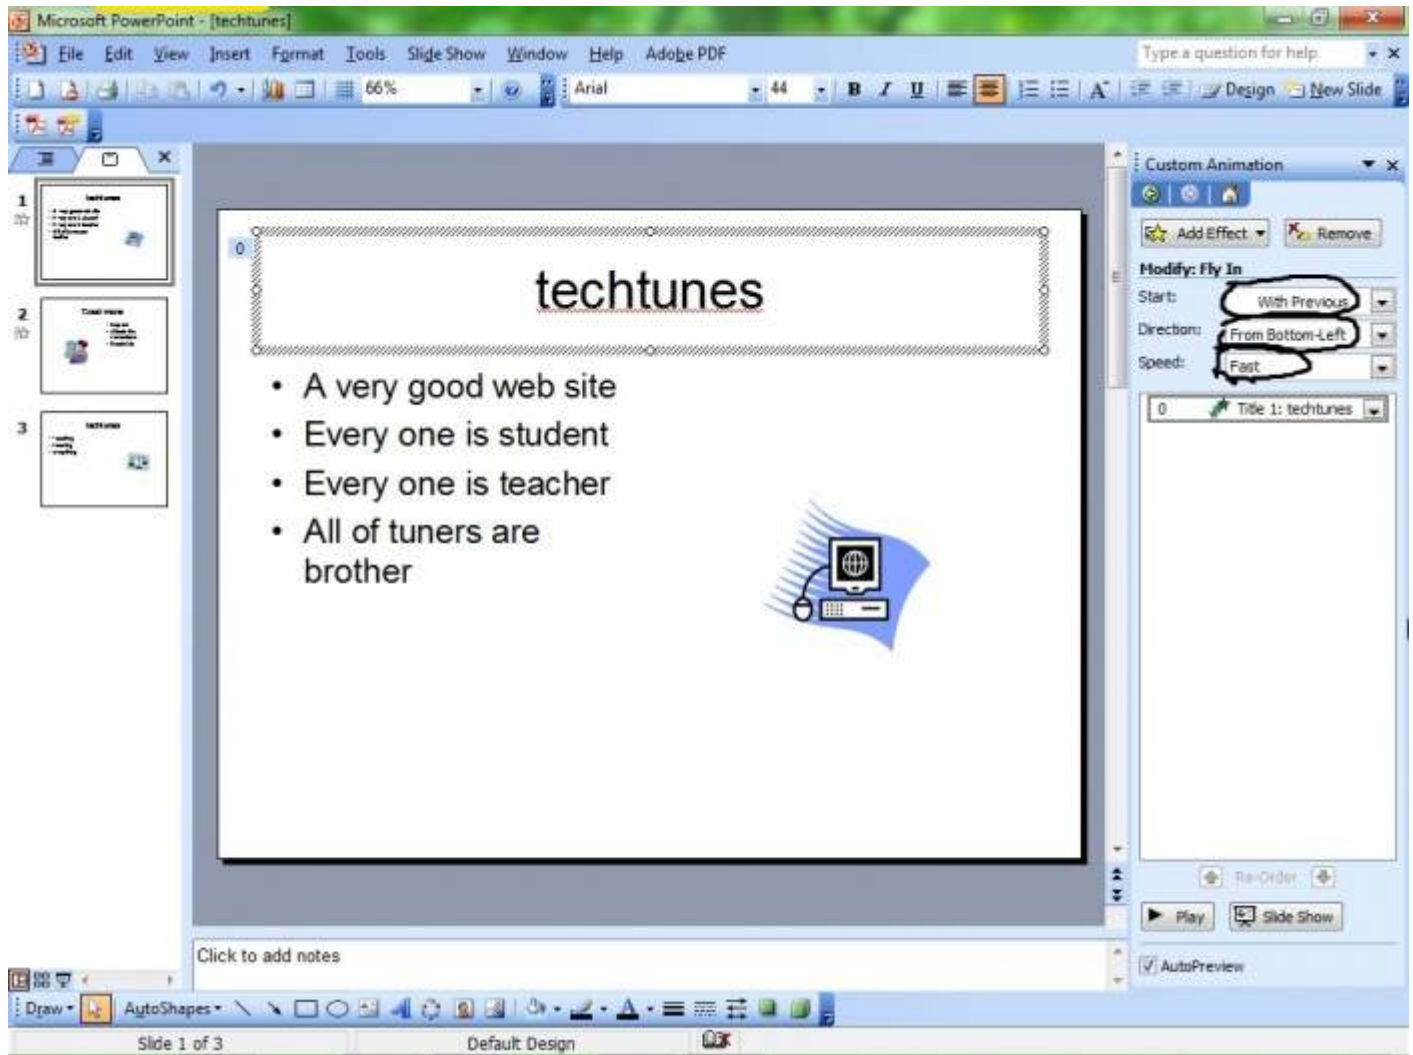 Microsoft PowerPoint - [techtunes]
File Edit View Insert Format Tools Slide Show Window Help Adobe PDF Type a question for help
66% Arial 44 B I U A Design New Slide
Custom Animation
Add Effect Remove
Modify: Fly In
Start: With Previous
Direction: From Bottom-Left
Speed: Fast
0 Title 1: techtunes
1
2
3
0
techtunes
• A very good web site
• Every one is student
• Every one is teacher
• All of tuners are
brother
Re-Order
Play Slide Show
AutoPreview
Click to add notes
Draw AutoShapes A
Slide 1 of 3 Default Design